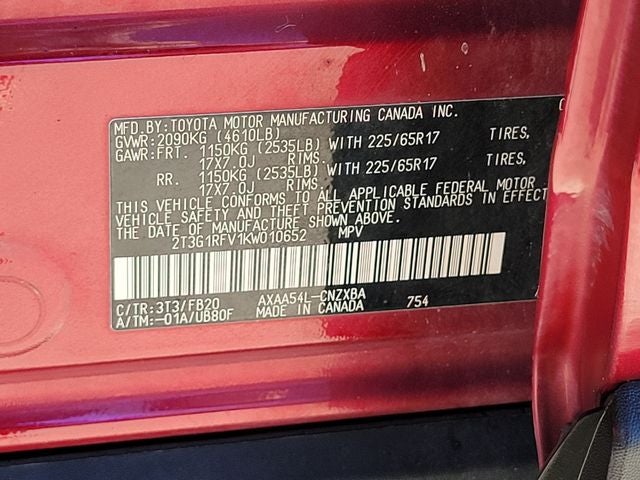 MFD.BY:TOYOTA MOTOR MANUFACTURING CANADA INC.
GVWR:2090KG (4610LB)
GAWR:FRT. 1150KG (2535LB) WITH 225/65R17 TIRES,
17X7.0J RIMS.
RR. 1150KG (2535LB) WITH 225/65R17 TIRES,
17X7.0J RIMS.
THIS VEHICLE CONFORMS TO ALL APPLICABLE FEDERAL MOTOR
VEHICLE SAFETY AND THEFT PREVENTION STANDARDS IN EFFECT
THE DATE OF MANUFACTURE SHOWN ABOVE.
2T3G1RFV1KW010652 MPV
C/TR:3T3/FB20 AXAA54L-CNZXBA 754
A/TM:-01A/UB80F MADE IN CANADA